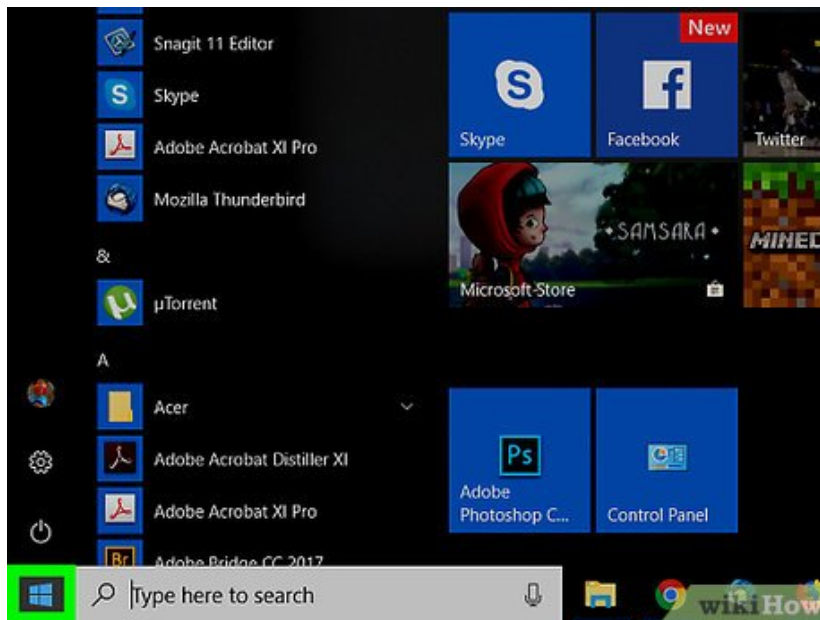 Snagit 11 Editor
Skype
Adobe Acrobat XI Pro
Mozilla Thunderbird
&
µTorrent
A
Acer
Adobe Acrobat Distiller XI
Adobe Acrobat XI Pro
Br
Adobe Bridge CC 2017
New
S
Skype
f
Facebook
Twitter
SAMSARA
Microsoft-Store
MINEC
Ps
Adobe
Photoshop C...
Control Panel
Type here to search
wikiHow